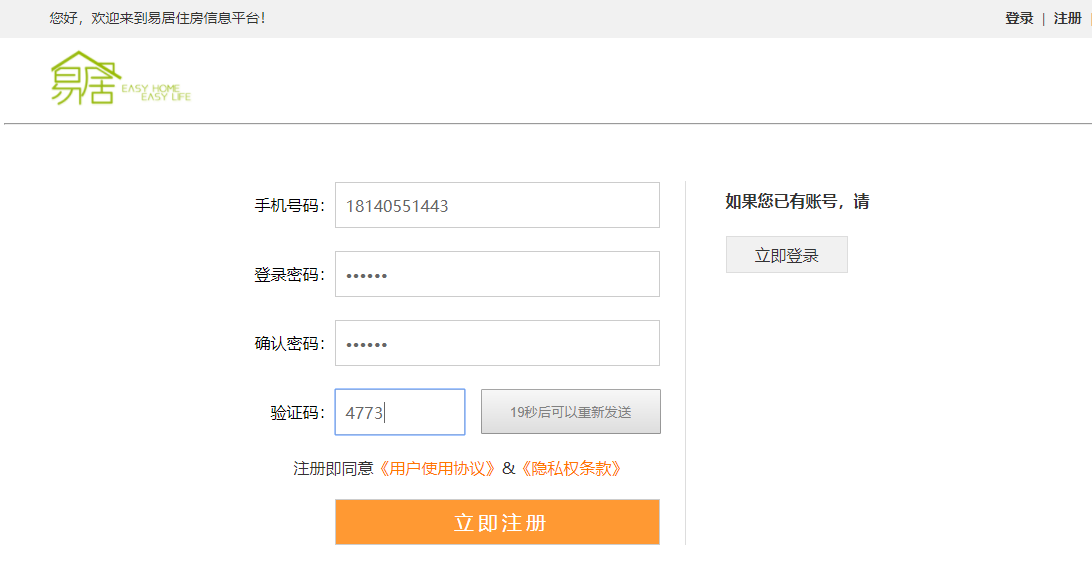 您好，欢迎来到易居住房信息平台！
登录 | 注册 |
易居 EASY HOME
EASY LIFE
手机号码： 18140551443
登录密码： ••••••
确认密码： ••••••
验证码： 4773 19秒后可以重新发送
注册即同意《用户使用协议》&《隐私权条款》
立即注册
如果您已有账号，请
立即登录